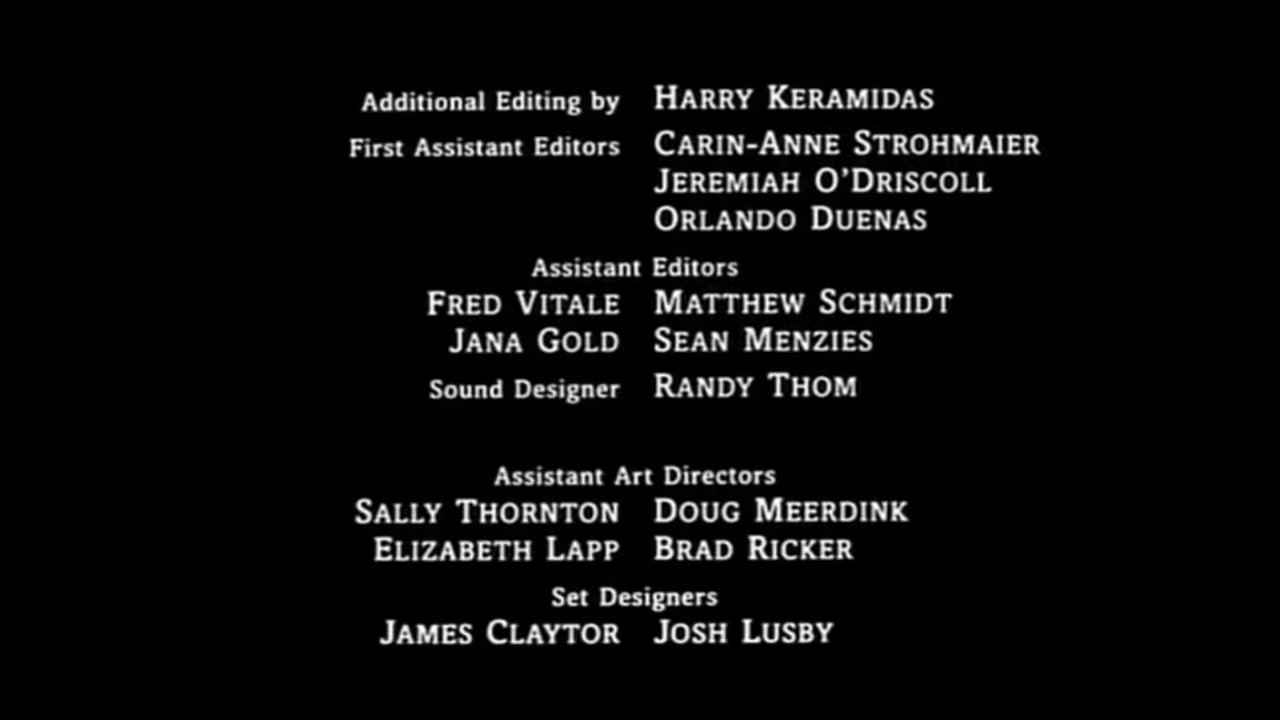 Additional Editing by HARRY KERAMIDAS
First Assistant Editors CARIN-ANNE STROHMAIER
JEREMIAH O'DRISCOLL
ORLANDO DUENAS
Assistant Editors
FRED VITALE MATTHEW SCHMIDT
JANA GOLD SEAN MENZIES
Sound Designer RANDY THOM
Assistant Art Directors
SALLY THORNTON DOUG MEERDINK
ELIZABETH LAPP BRAD RICKER
Set Designers
JAMES CLAYTOR JOSH LUSBY